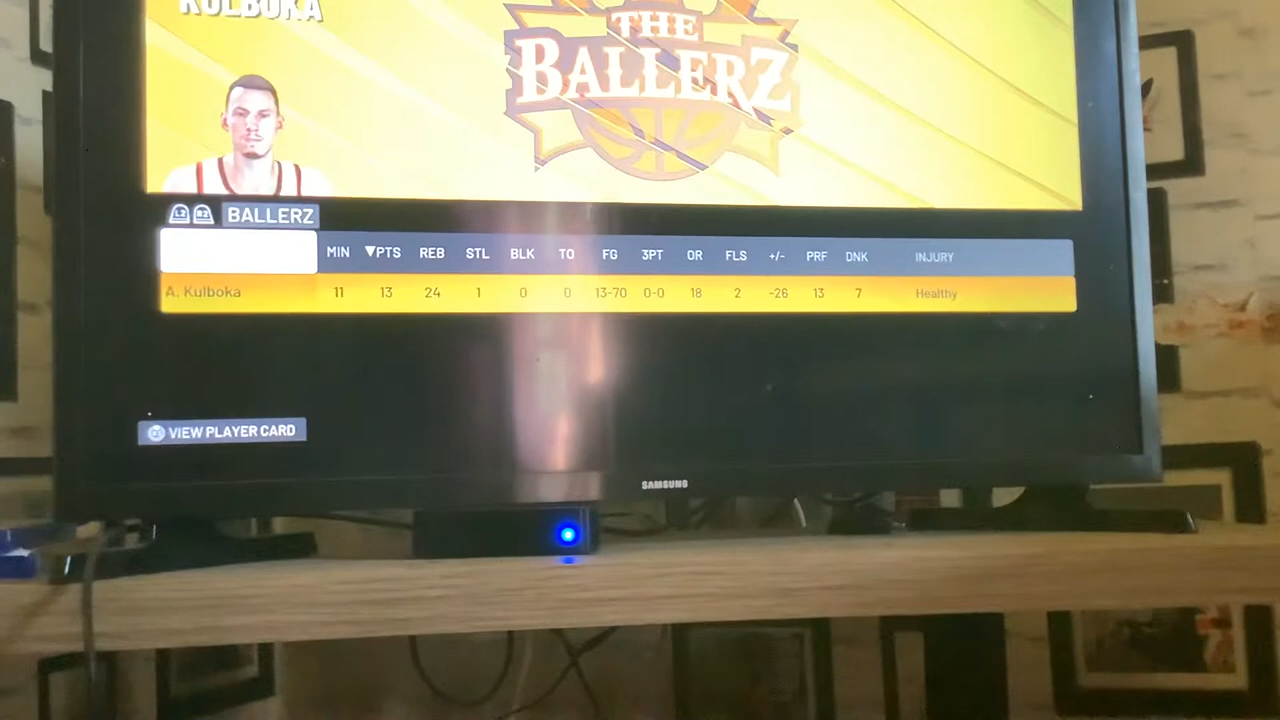 KULBOKA
THE
BALLERZ
L2 R2 BALLERZ
MIN ▼PTS REB STL BLK TO FG 3PT OR FLS +/- PRF DNK INJURY
A. Kulboka 11 13 24 1 0 0 13-70 0-0 18 2 -26 13 7 Healthy
VIEW PLAYER CARD
SAMSUNG